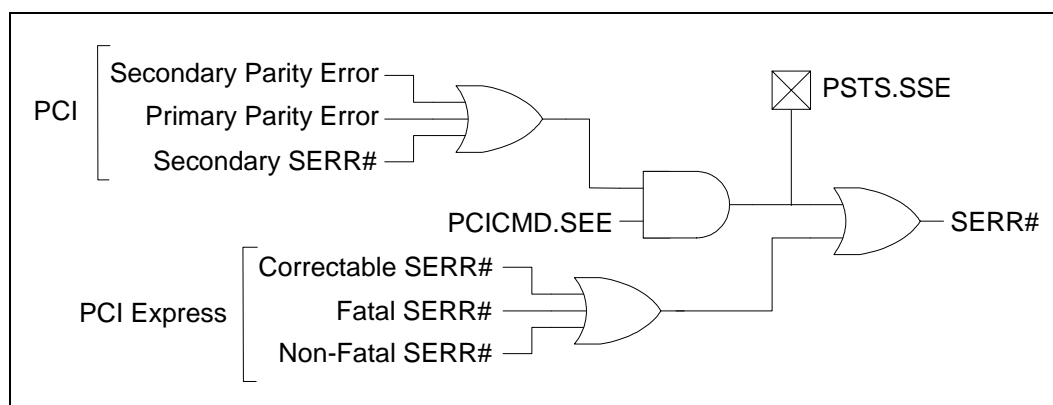 PCI
Secondary Parity Error
Primary Parity Error
Secondary SERR#
PSTS.SSE
PCICMD.SEE
SERR#
PCI Express
Correctable SERR#
Fatal SERR#
Non-Fatal SERR#